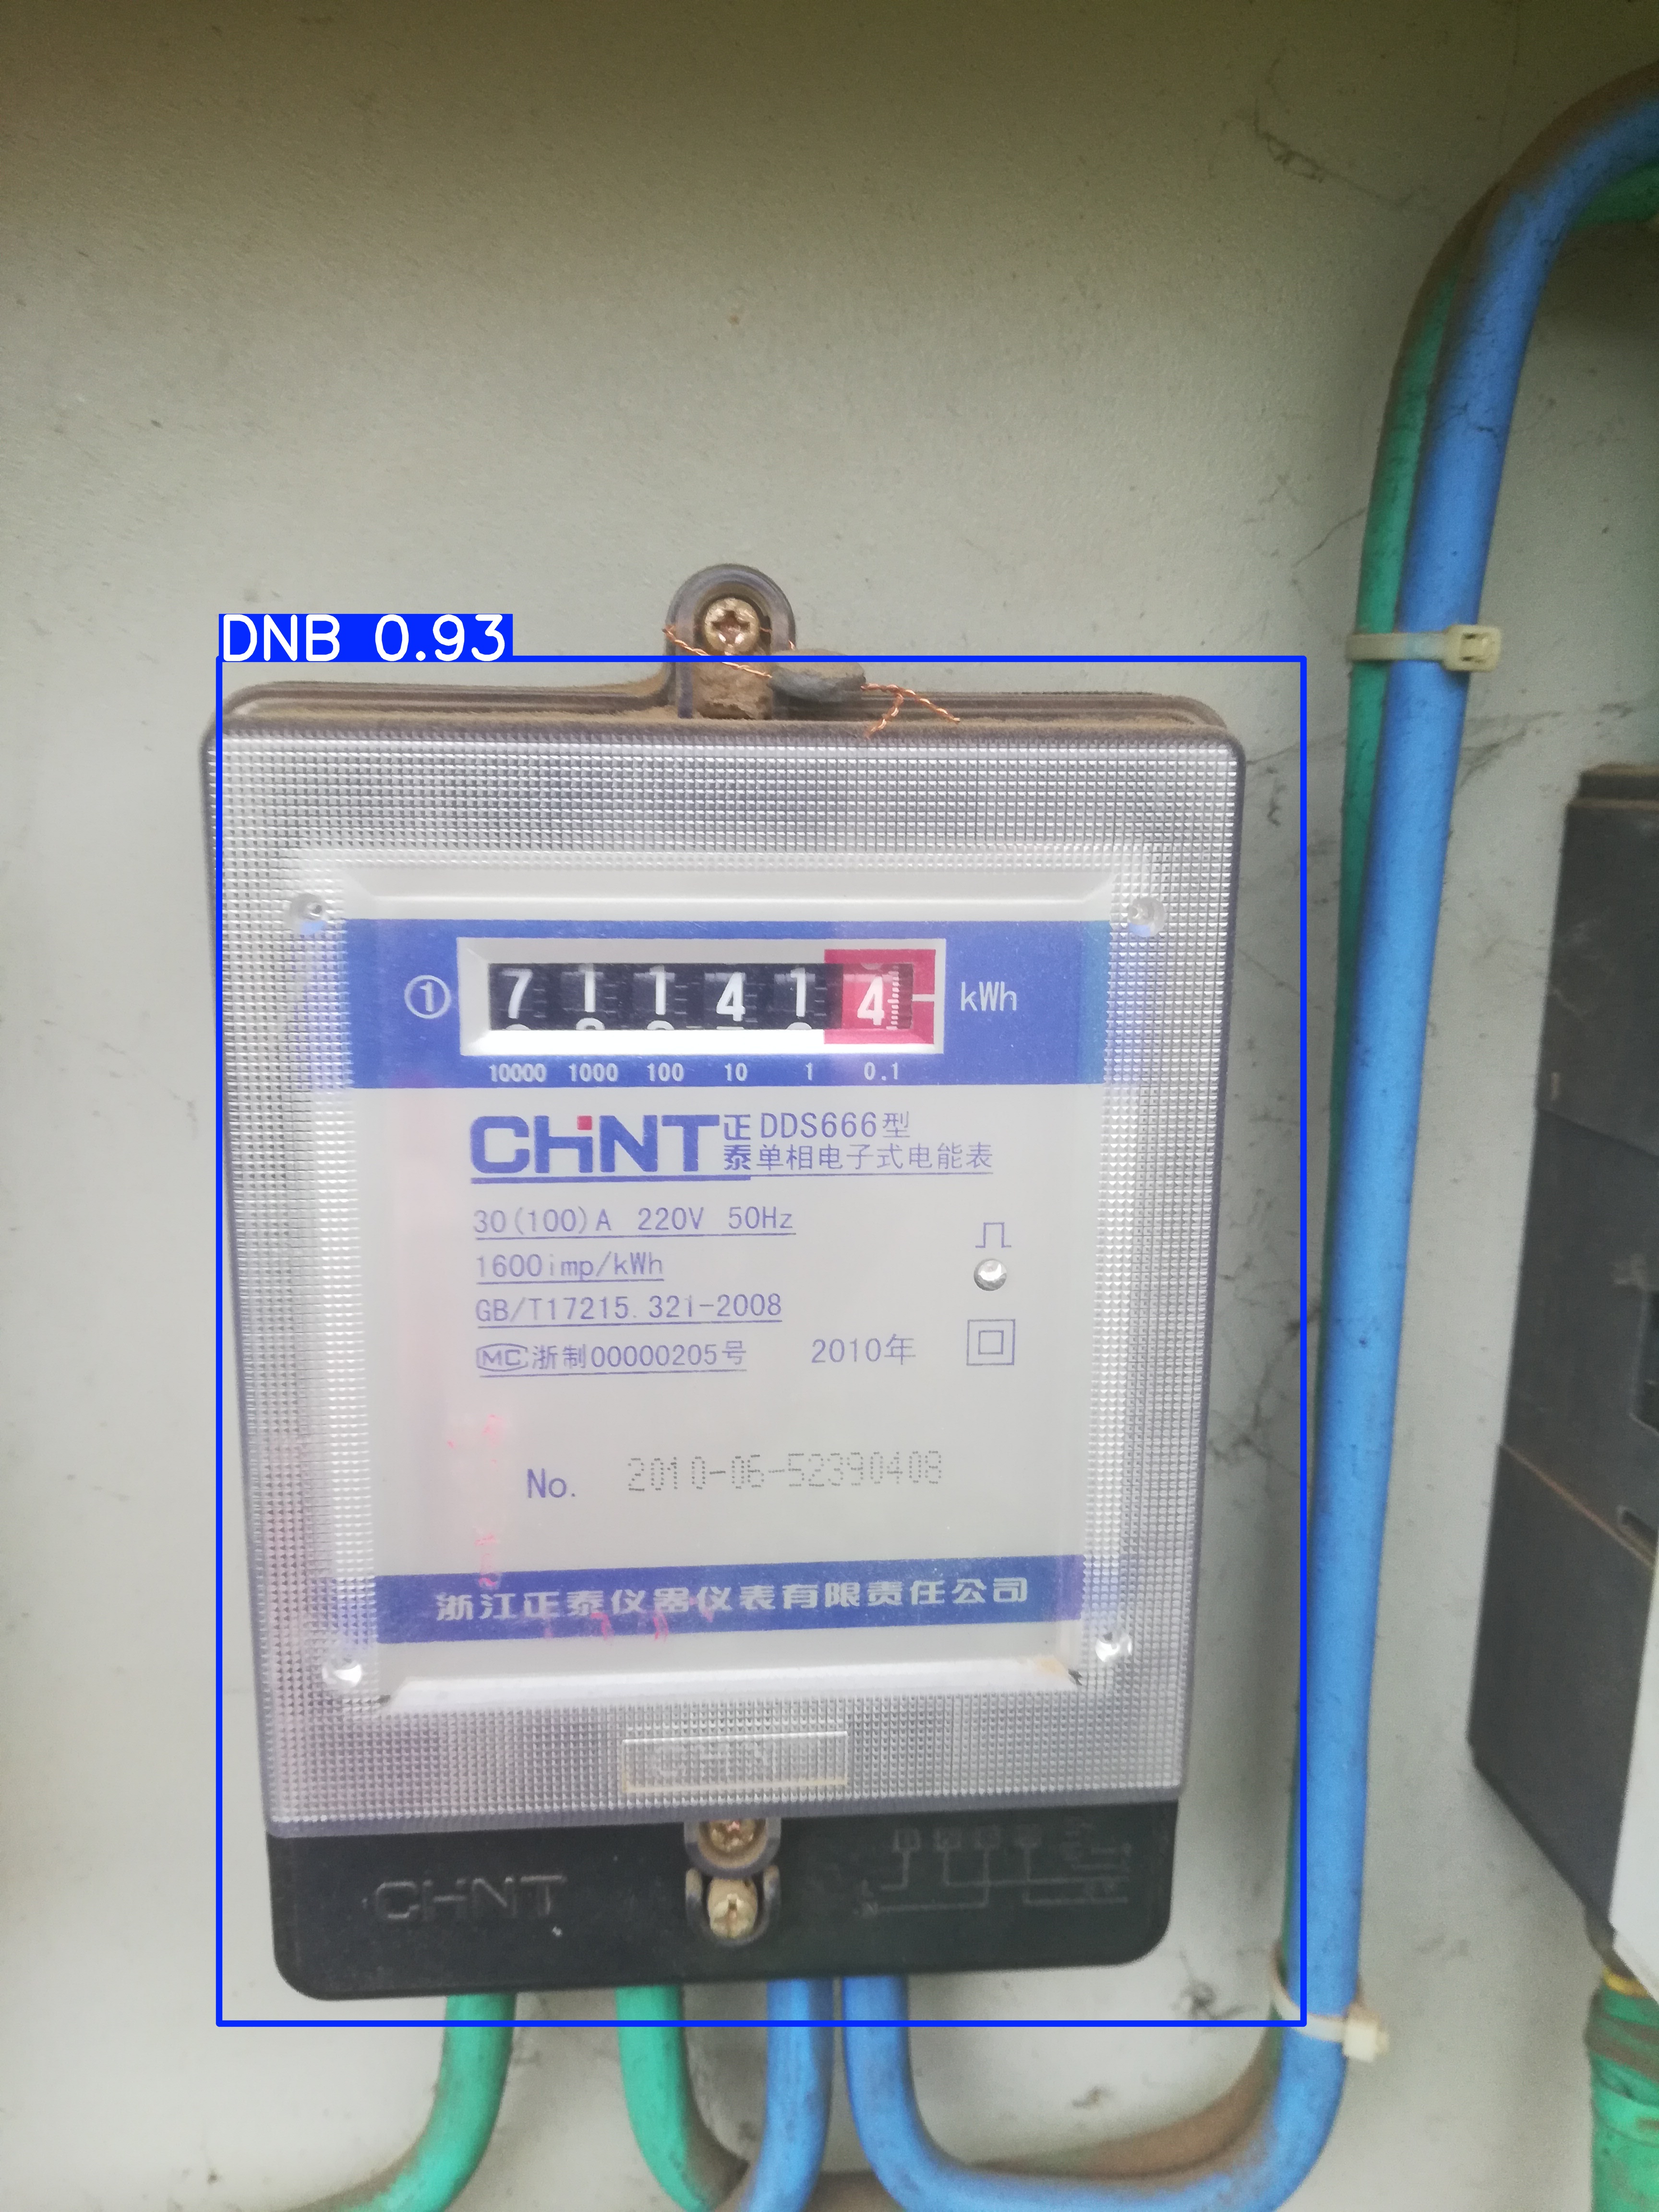 DNB 0.93
① 7 1 1 4 1 4 kWh
10000 1000 100 10 1 0.1
CHNT 正泰 DDS666型
单相电子式电能表
30(100)A 220V 50Hz
1600imp/kWh
GB/T17215.321-2008
MC 浙制00000205号 2010年
No. 2010-06-52390408
浙江正泰仪器仪表有限责任公司
CHNT
CHNT